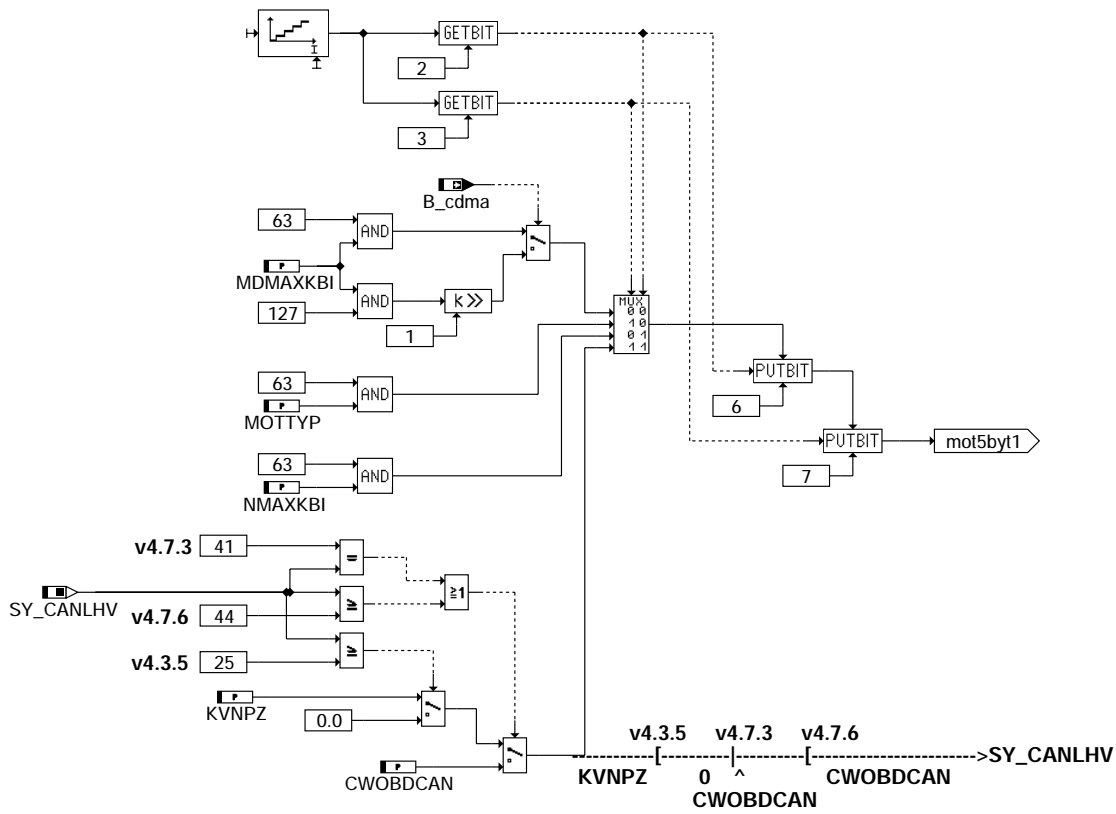 I
GETBIT
2
GETBIT
3
B_cdma
63
AND
MDMAXKBI
AND
127
k >>
1
MUX
0 0
1 0
0 1
1 1
63
AND
MOTTYP
PUTBIT
6
PUTBIT
mot5byt1
7
63
AND
NMAXKBI
v4.7.3 41
=
SY_CANLHV
≥1
v4.7.6 44
≥
v4.3.5 25
≥
KVNPZ
0.0
CWOBDCAN
v4.3.5 v4.7.3 v4.7.6
---------[---------|---------[------------------>SY_CANLHV
KVNPZ 0 ^ CWOBDCAN
CWOBDCAN